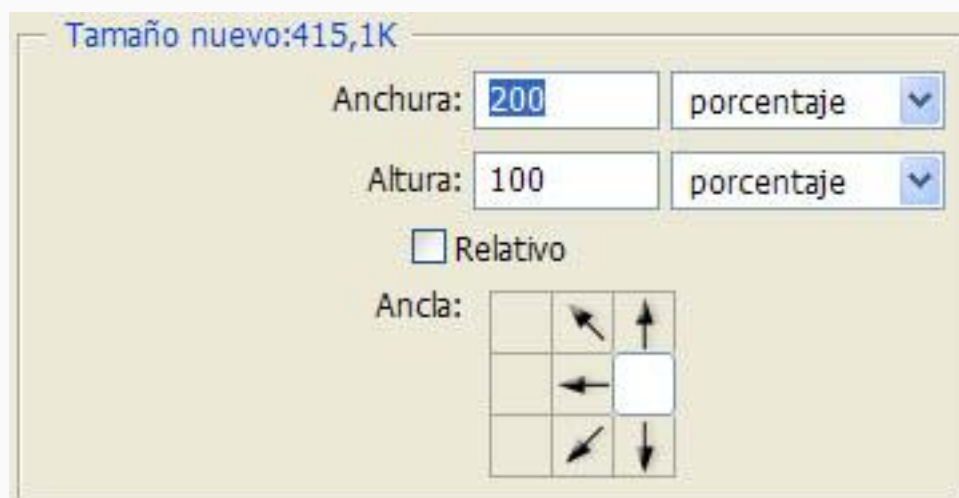 Tamaño nuevo:415,1K
Anchura: 200 porcentaje
Altura: 100 porcentaje
Relativo
Ancla: